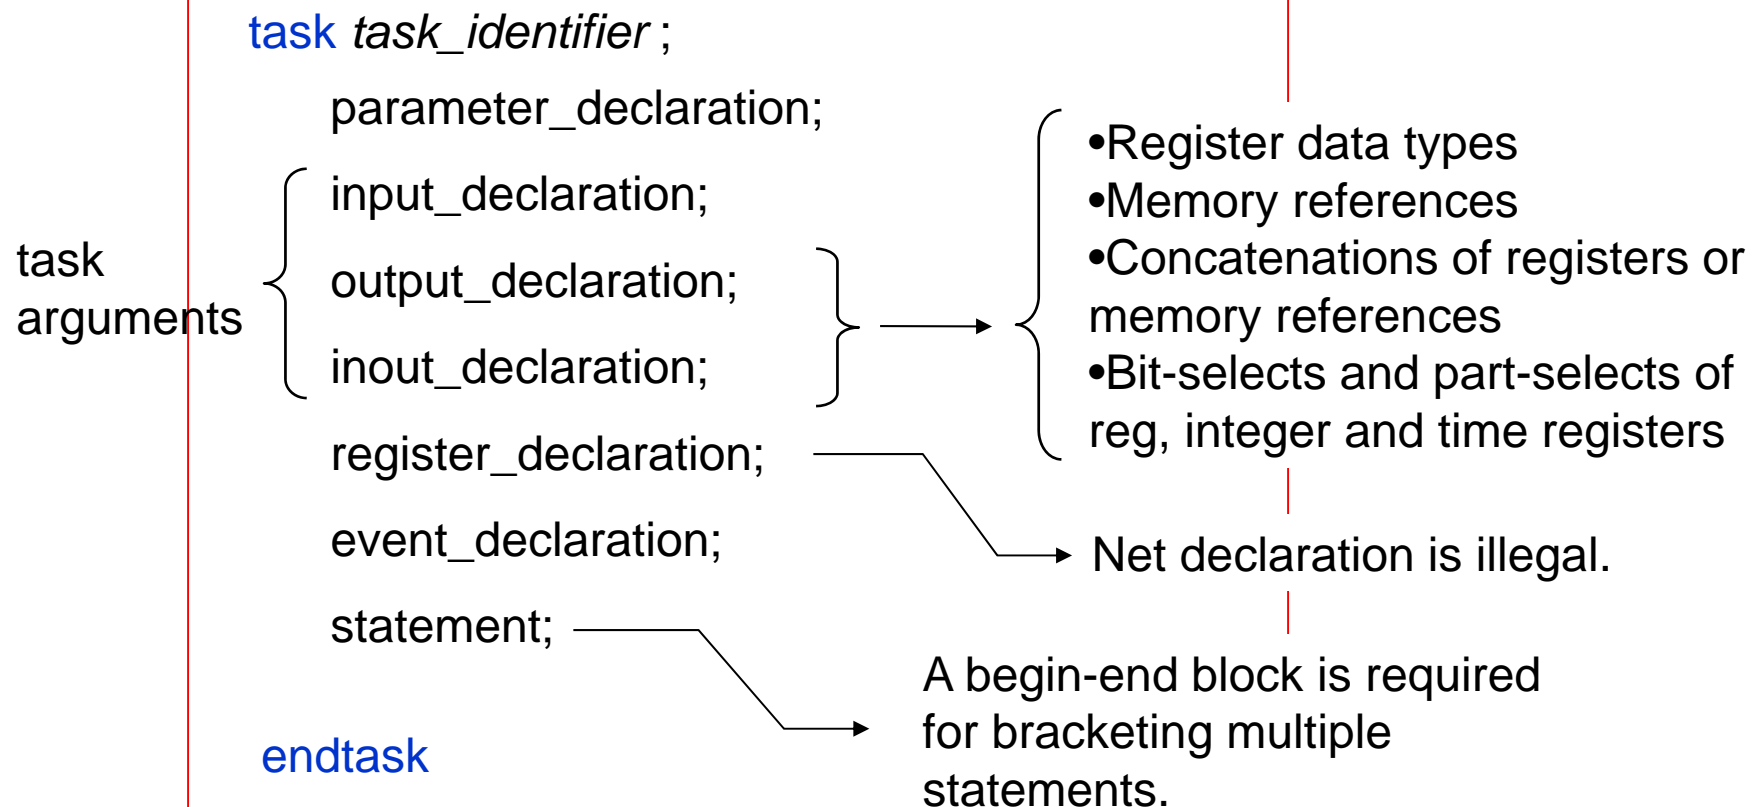 task task_identifier ;
parameter_declaration;
input_declaration;
output_declaration;
inout_declaration;
register_declaration;
event_declaration;
statement;
endtask
task
arguments
•Register data types
•Memory references
•Concatenations of registers or
memory references
•Bit-selects and part-selects of
reg, integer and time registers
Net declaration is illegal.
A begin-end block is required
for bracketing multiple
statements.